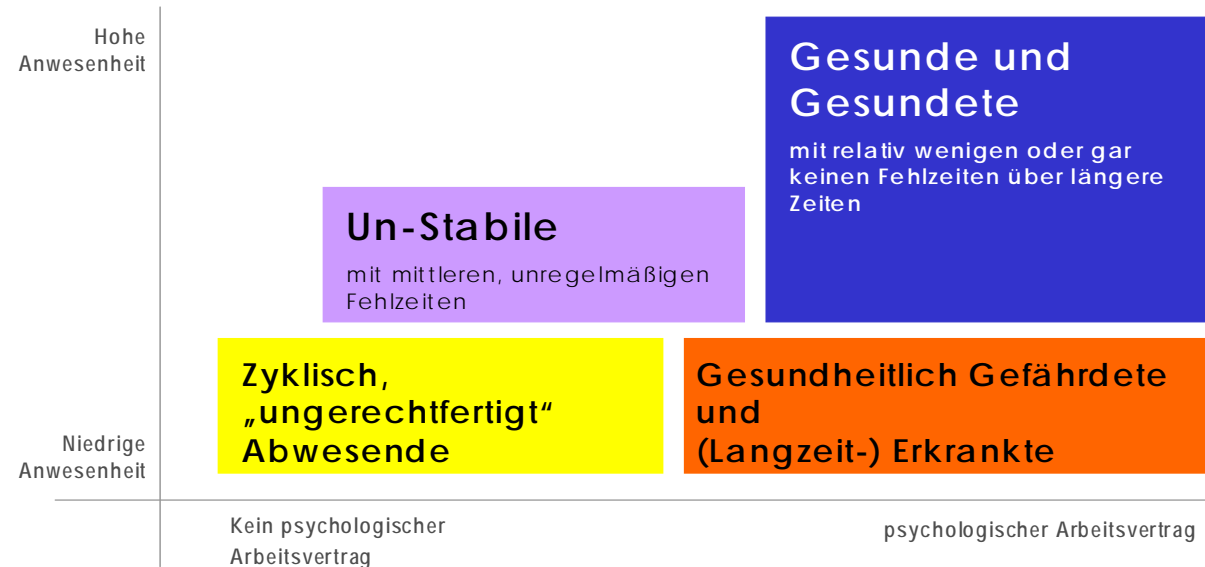 Hohe
Anwesenheit
Gesunde und
Gesundete
mit relativ wenigen oder gar
keinen Fehlzeiten über längere
Zeiten
Un-Stabile
mit mittleren, unregelmäßigen
Fehlzeiten
Zyklisch,
„ungerechtfertigt“
Abwesende
Gesundheitlich Gefährdete
und
(Langzeit-) Erkrankte
Niedrige
Anwesenheit
Kein psychologischer
Arbeitsvertrag
psychologischer Arbeitsvertrag